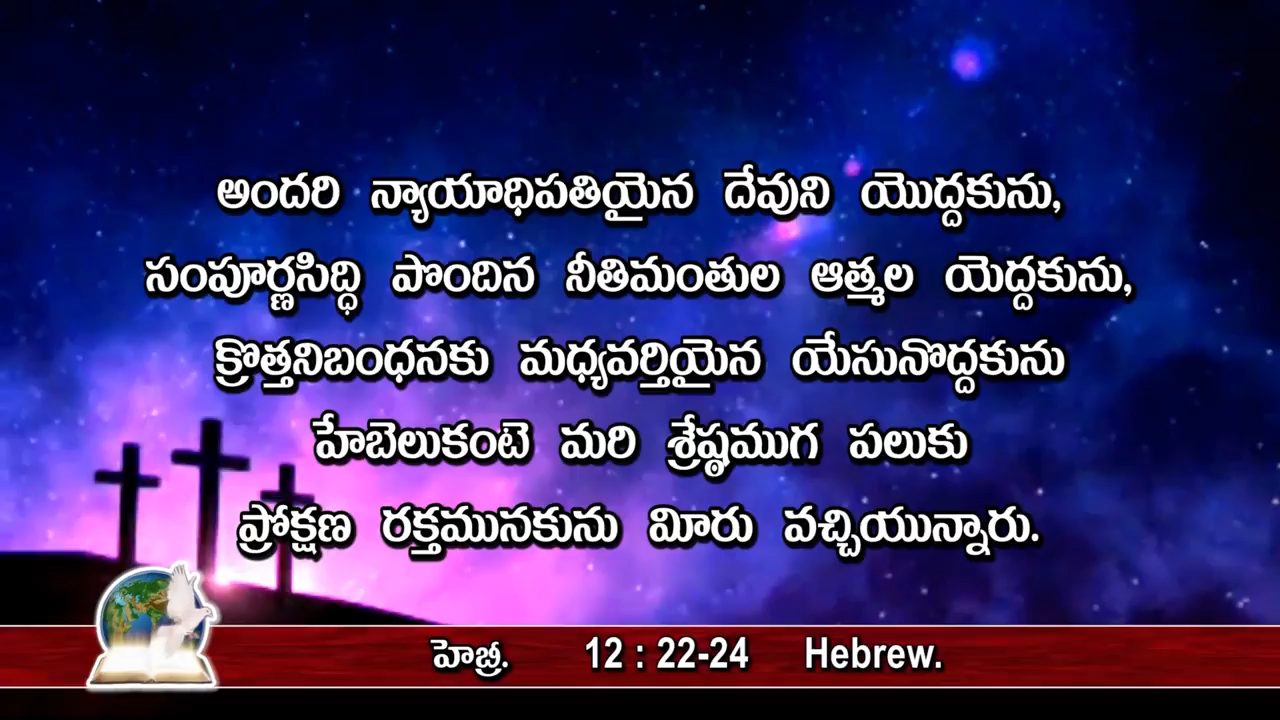 అందరి న్యాయాధిపతియైన దేవుని యొద్దకును,
సంపూర్ణసిద్ధి పొందిన నీతిమంతుల ఆత్మల యెద్దకును,
క్రొత్తనిబంధనకు మధ్యవర్తియైన యేసునొద్దకును
హేబెలుకంటె మరి శ్రేష్ఠముగ పలుకు
ప్రోక్షణ రక్తమునకును మీరు వచ్చియున్నారు.
హెబ్రీ. 12 : 22-24 Hebrew.